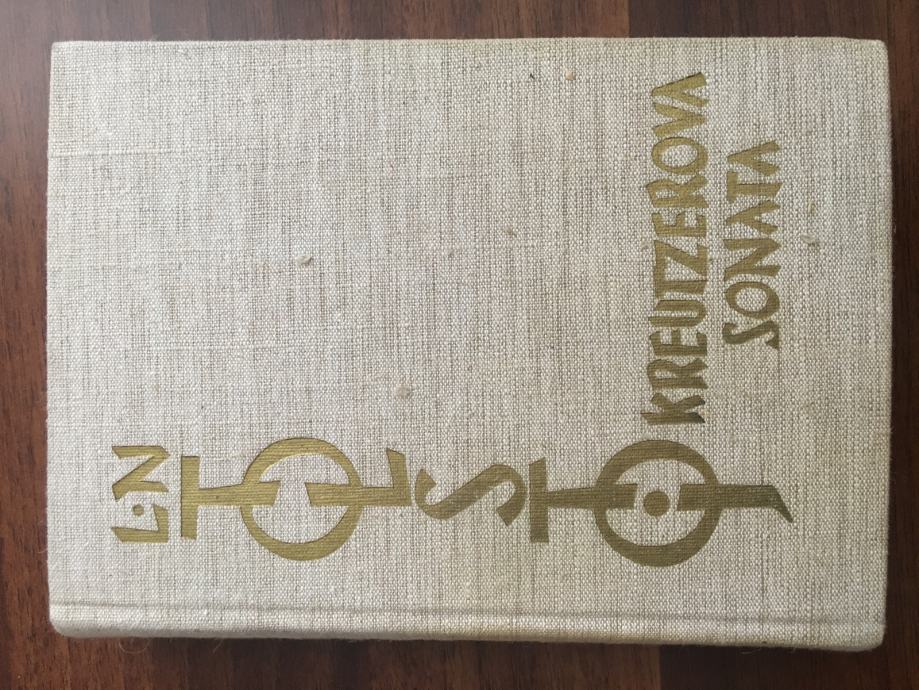 L·N
TOLSTOJ
KREUTZEROVA
SONATA